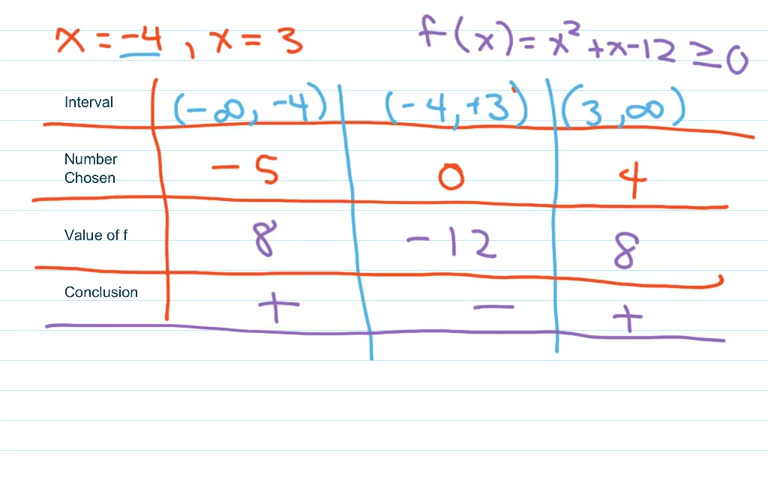 x = -4, x = 3 f(x) = x² + x - 12 ≥ 0
Interval (-∞, -4) (-4, +3) (3, ∞)
Number Chosen -5 0 4
Value of f 8 -12 8
Conclusion + - +